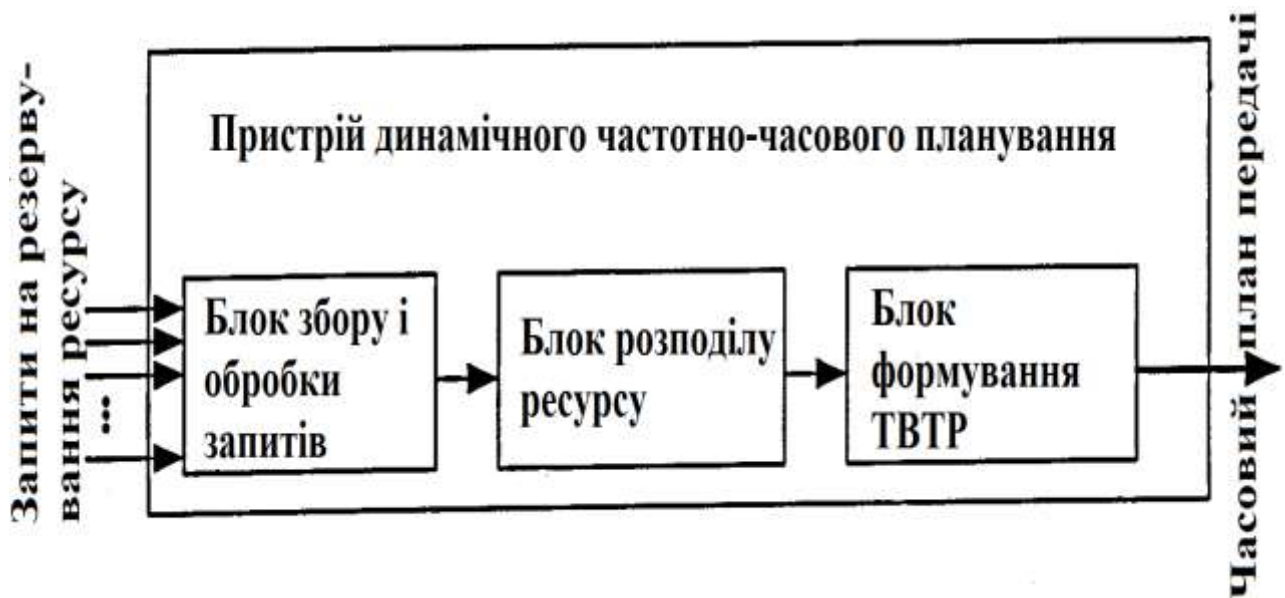 Запити на резерву-
вання ресурсу
Пристрій динамічного частотно-часового планування
Блок збору і
обробки
запитів
...
Блок розподілу
ресурсу
Блок
формування
ТВТР
Часовий план передачі